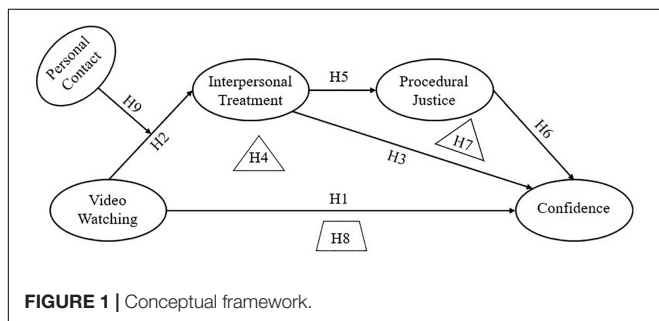 Personal
Contact
H9
H2
Interpersonal
Treatment
H5
Procedural
Justice
H4
H3
H7
H6
Video
Watching
H1
H8
Confidence
FIGURE 1 | Conceptual framework.